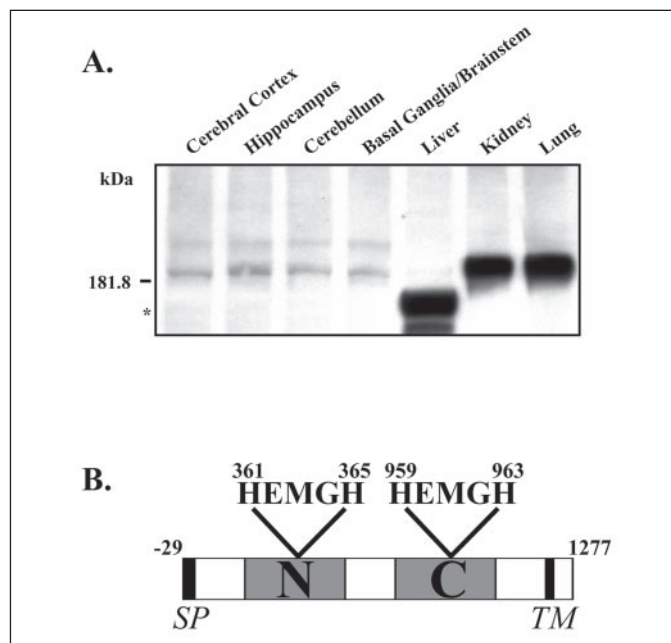 A.
Cerebral Cortex
Hippocampus
Cerebellum
Basal Ganglia/Brainstem
Liver
Kidney
Lung
kDa
181.8
*
B.
361 365 959 963
HEMGH HEMGH
-29 1277
N C
SP TM